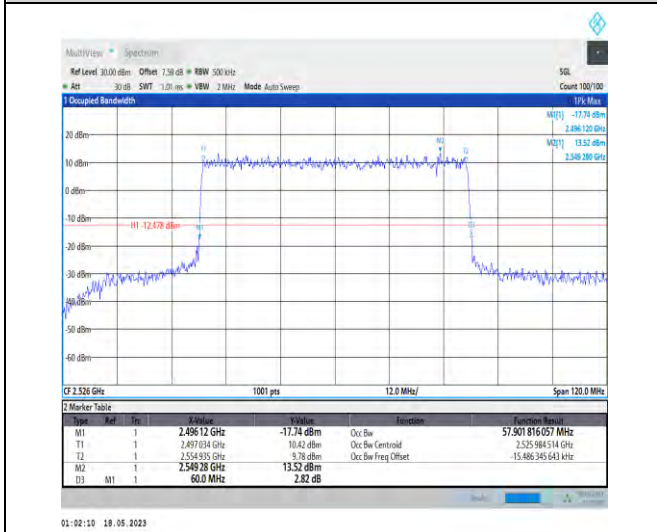 MultiView Spectrum
Ref Level 30.00 dBm Offset 7.58 dB RBW 500 kHz SGL
Att 30 dB SWT 1.01 ms VBW 2 MHz Mode Auto Sweep Count 100/100
1 Occupied Bandwidth 1Pk Max
M1[1] -17.74 dBm
2.496 120 GHz
M2[1] 13.52 dBm
2.549 280 GHz
20 dBm
10 dBm
0 dBm
-10 dBm
H1 -12.478 dBm
-20 dBm
-30 dBm
-40 dBm
-50 dBm
-60 dBm
T1
M2
T2
M1
D3
CF 2.526 GHz 1001 pts 12.0 MHz/ Span 120.0 MHz
2 Marker Table
Type Ref Trc X-Value Y-Value Function Function Result
M1 1 2.496 12 GHz -17.74 dBm Occ Bw 57.901 816 057 MHz
T1 1 2.497 034 GHz 10.42 dBm Occ Bw Centroid 2.525 984 514 GHz
T2 1 2.554 935 GHz 9.78 dBm Occ Bw Freq Offset -15.486 345 643 kHz
M2 1 2.549 28 GHz 13.52 dBm
D3 M1 1 60.0 MHz 2.82 dB
01:02:10 18.05.2023